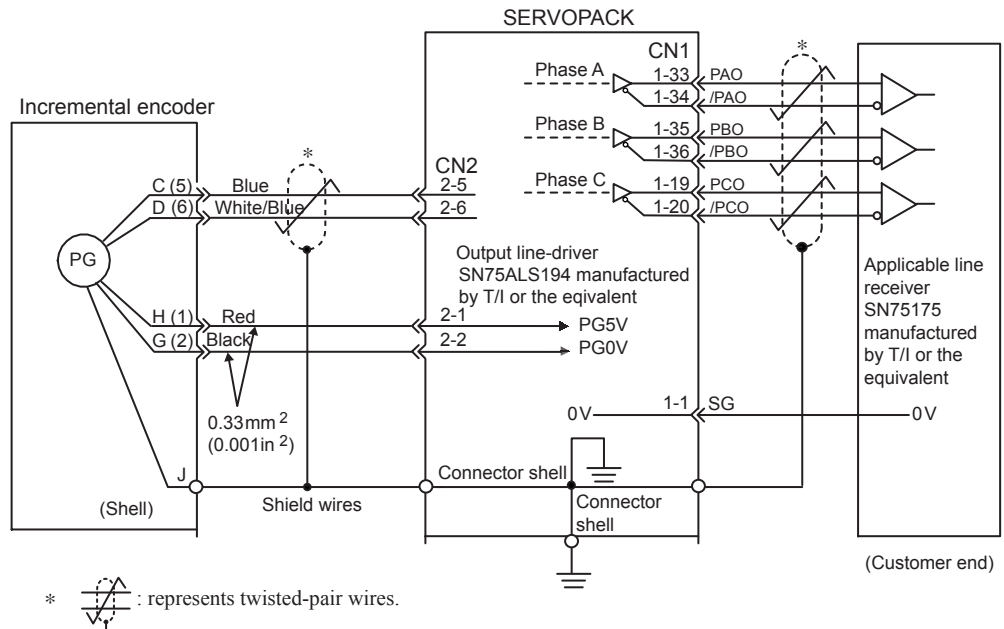 SERVOPACK
Incremental encoder
*
CN1
Phase A
1-33
PAO
1-34
/PAO
Phase B
1-35
PBO
1-36
/PBO
Phase C
1-19
PCO
1-20
/PCO
*
CN2
C (5)
Blue
2-5
D (6)
White/Blue
2-6
PG
Output line-driver
SN75ALS194 manufactured
by T/I or the eqivalent
Applicable line
receiver
SN75175
manufactured
by T/I or the
equivalent
H (1)
Red
2-1
PG5V
G (2)
Black
2-2
PG0V
0.33mm 2
(0.001in 2)
0V
1-1
SG
0V
J
(Shell)
Shield wires
Connector shell
Connector
shell
(Customer end)
* : represents twisted-pair wires.